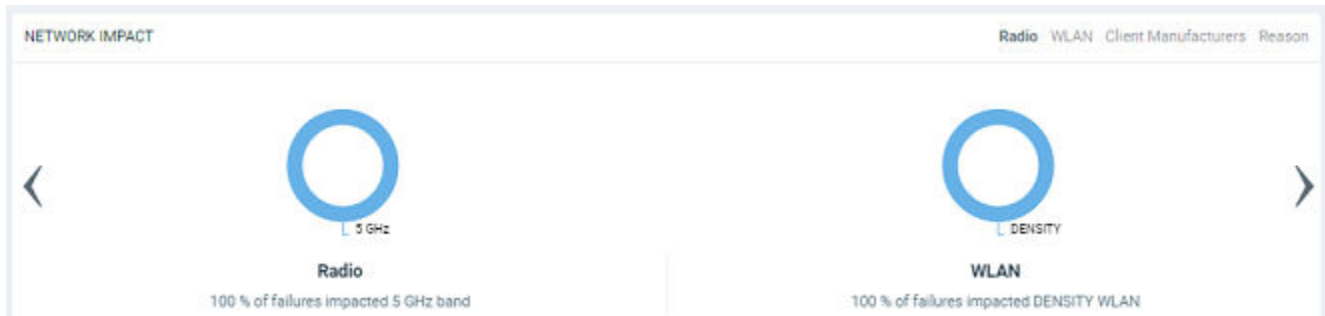 NETWORK IMPACT
Radio WLAN Client Manufacturers Reason
5 GHz
DENSITY
Radio
WLAN
100 % of failures impacted 5 GHz band
100 % of failures impacted DENSITY WLAN